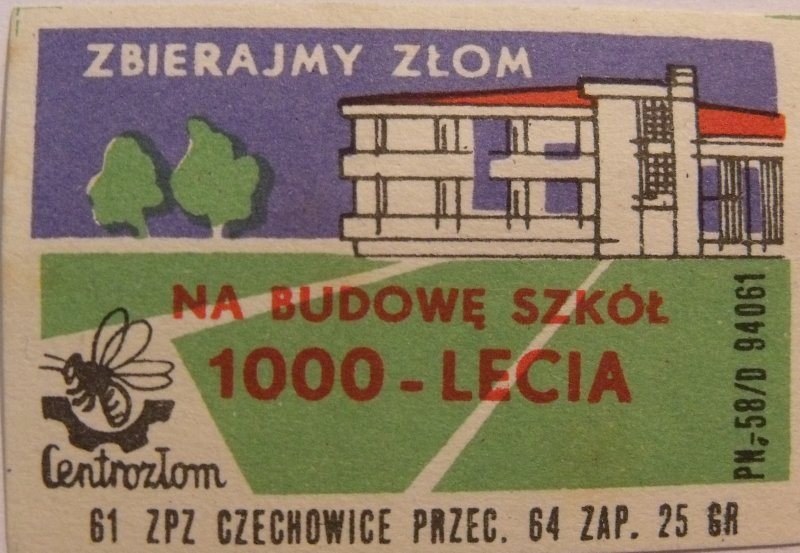 ZBIERAJMY ZŁOM
NA BUDOWĘ SZKÓŁ
1000 - LECIA
PN-58/D 94061
Centrozłom
61 ZPZ CZECHOWICE PRZEC. 64 ZAP. 25 GR